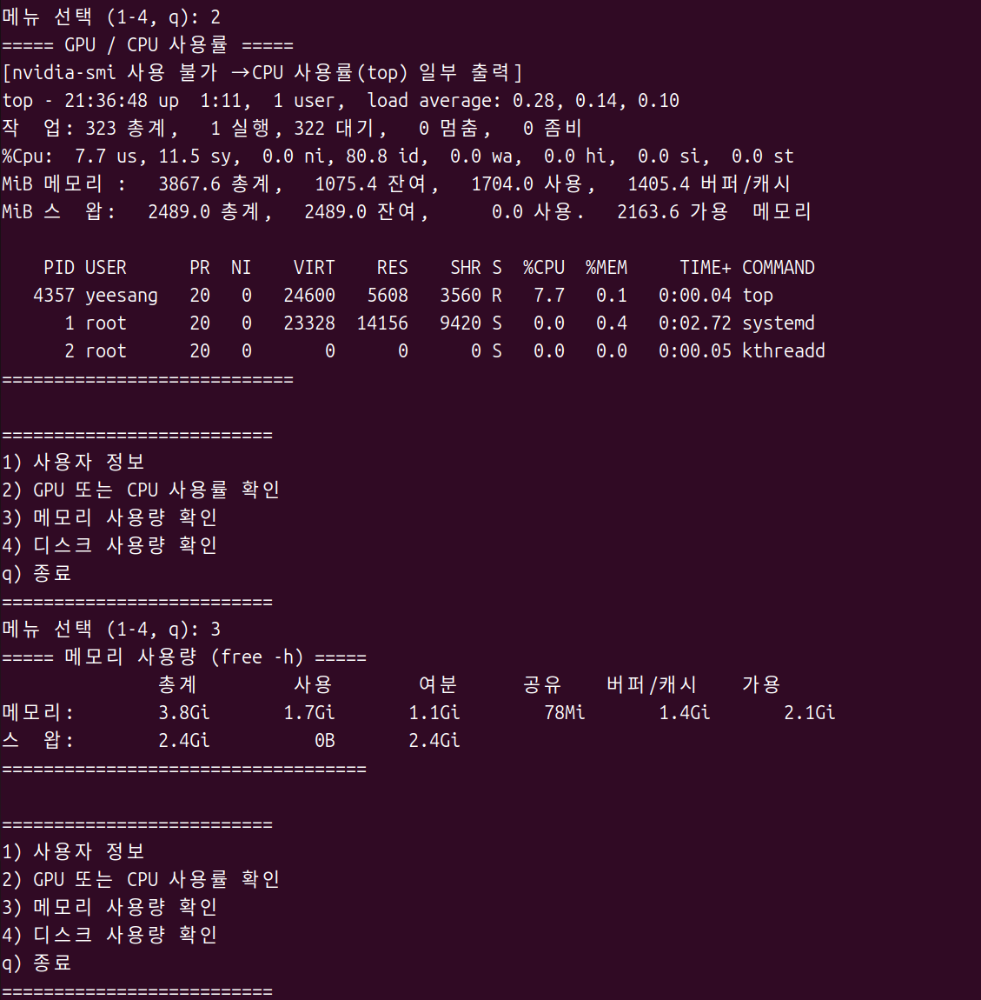 메뉴 선택 (1-4, q): 2
===== GPU / CPU 사용률 =====
[nvidia-smi 사용 불가 →CPU 사용률(top) 일부 출력]
top - 21:36:48 up  1:11,  1 user,  load average: 0.28, 0.14, 0.10
작  업: 323 총계,   1 실행, 322 대기,   0 멈춤,   0 좀비
%Cpu:  7.7 us, 11.5 sy,  0.0 ni, 80.8 id,  0.0 wa,  0.0 hi,  0.0 si,  0.0 st
MiB 메모리 :   3867.6 총계,   1075.4 잔여,   1704.0 사용,   1405.4 버퍼/캐시
MiB 스  왑:   2489.0 총계,   2489.0 잔여,      0.0 사용.   2163.6 가용  메모리
PID USER      PR  NI    VIRT    RES    SHR S  %CPU  %MEM     TIME+ COMMAND
4357 yeesang   20   0   24600   5608   3560 R   7.7   0.1   0:00.04 top
1 root      20   0   23328  14156   9420 S   0.0   0.4   0:02.72 systemd
2 root      20   0       0      0      0 S   0.0   0.0   0:00.05 kthreadd
============================
==========================
1) 사용자 정보
2) GPU 또는 CPU 사용률 확인
3) 메모리 사용량 확인
4) 디스크 사용량 확인
q) 종료
==========================
메뉴 선택 (1-4, q): 3
===== 메모리 사용량 (free -h) =====
총계         사용        여분      공유    버퍼/캐시    가용
메모리:        3.8Gi       1.7Gi       1.1Gi        78Mi       1.4Gi       2.1Gi
스  왑:       2.4Gi          0B       2.4Gi
===================================
==========================
1) 사용자 정보
2) GPU 또는 CPU 사용률 확인
3) 메모리 사용량 확인
4) 디스크 사용량 확인
q) 종료
==========================